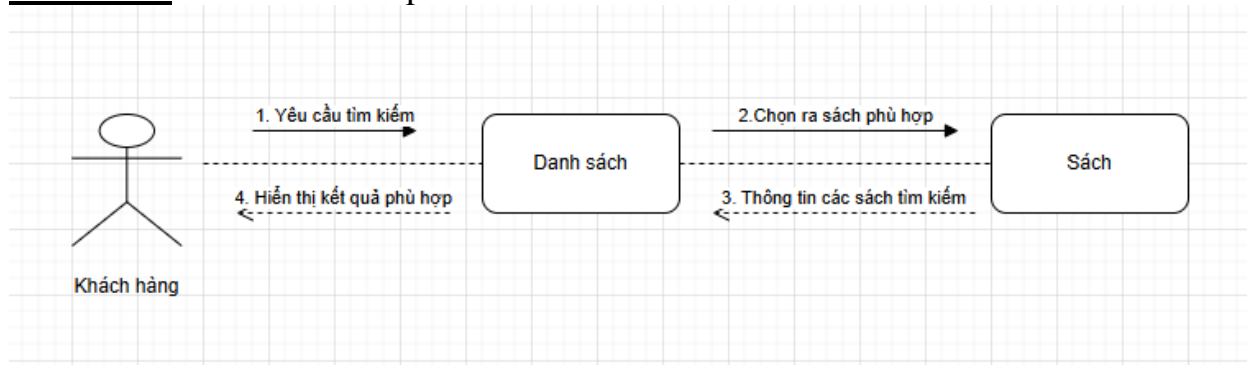 1. Yêu cầu tìm kiếm
2.Chọn ra sách phù hợp
Danh sách
Sách
4. Hiển thị kết quả phù hợp
3. Thông tin các sách tìm kiếm
Khách hàng